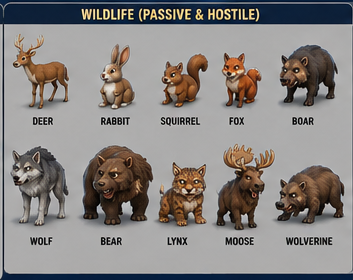 WILDLIFE (PASSIVE & HOSTILE)
DEER RABBIT SQUIRREL FOX BOAR
WOLF BEAR LYNX MOOSE WOLVERINE